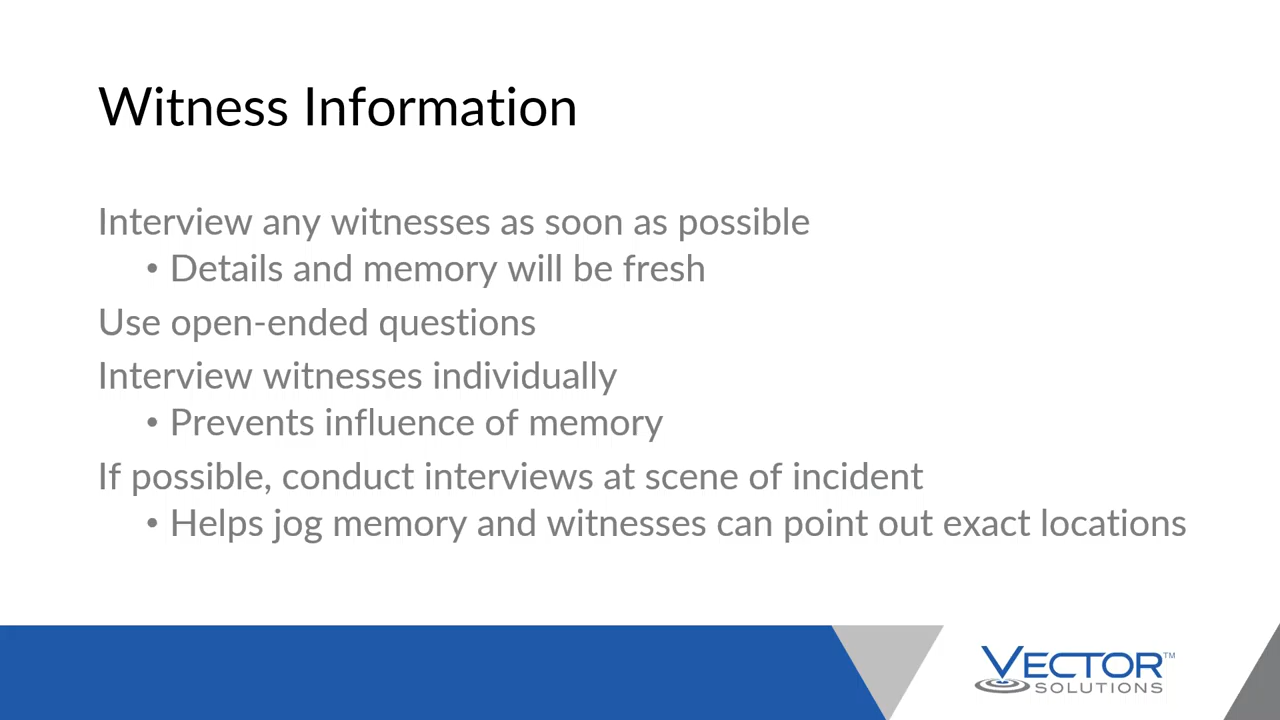 Witness Information
Interview any witnesses as soon as possible
• Details and memory will be fresh
Use open-ended questions
Interview witnesses individually
• Prevents influence of memory
If possible, conduct interviews at scene of incident
• Helps jog memory and witnesses can point out exact locations
VECTOR™
SOLUTIONS